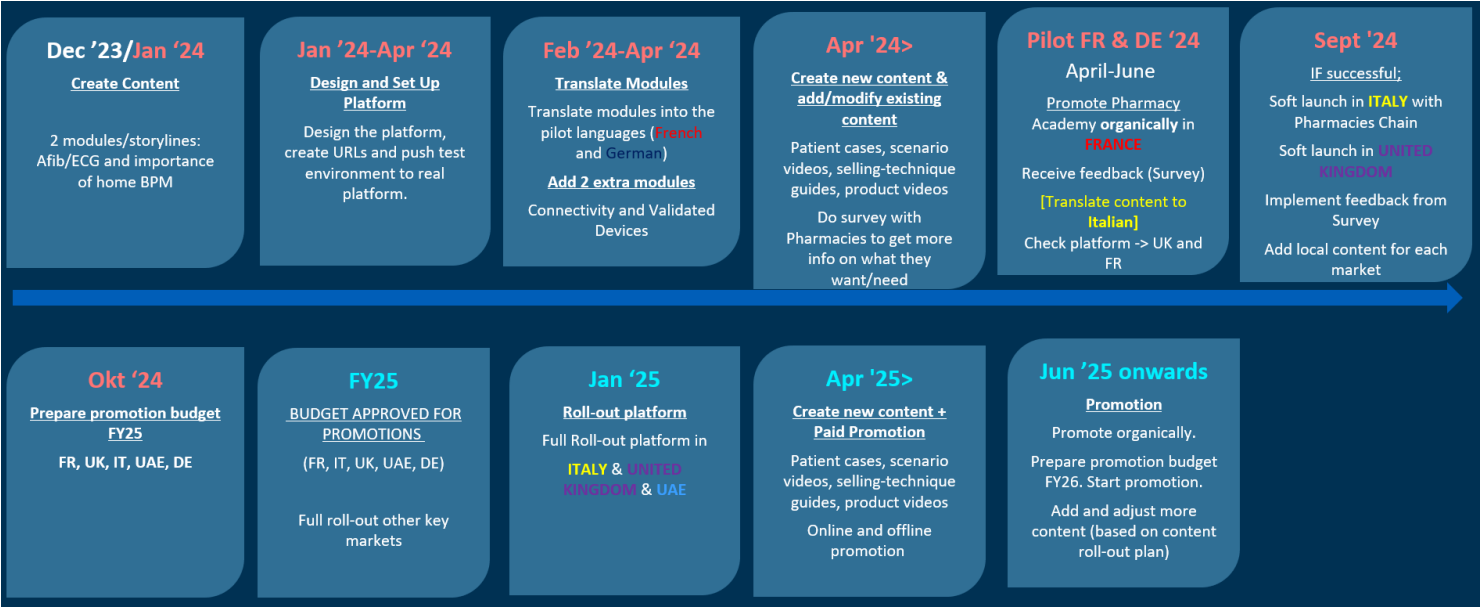 Dec ’23/Jan ‘24
Create Content
2 modules/storylines:
Afib/ECG and importance
of home BPM
Jan ’24-Apr ‘24
Design and Set Up
Platform
Design the platform,
create URLs and push test
environment to real
platform.
Feb ’24-Apr ‘24
Translate Modules
Translate modules into the
pilot languages (French
and German)
Add 2 extra modules
Connectivity and Validated
Devices
Apr '24>
Create new content &
add/modify existing
content
Patient cases, scenario
videos, selling-technique
guides, product videos
Do survey with
Pharmacies to get more
info on what they
want/need
Pilot FR & DE ‘24
April-June
Promote Pharmacy
Academy organically in
FRANCE
Receive feedback (Survey)
[Translate content to
Italian]
Check platform -> UK and
FR
Sept '24
IF successful;
Soft launch in ITALY with
Pharmacies Chain
Soft launch in UNITED
KINGDOM
Implement feedback from
Survey
Add local content for each
market
Okt ‘24
Prepare promotion budget
FY25
FR, UK, IT, UAE, DE
FY25
BUDGET APPROVED FOR
PROMOTIONS
(FR, IT, UK, UAE, DE)
Full roll-out other key
markets
Jan ‘25
Roll-out platform
Full Roll-out platform in
ITALY & UNITED
KINGDOM & UAE
Apr '25>
Create new content +
Paid Promotion
Patient cases, scenario
videos, selling-technique
guides, product videos
Online and offline
promotion
Jun ’25 onwards
Promotion
Promote organically.
Prepare promotion budget
FY26. Start promotion.
Add and adjust more
content (based on content
roll-out plan)